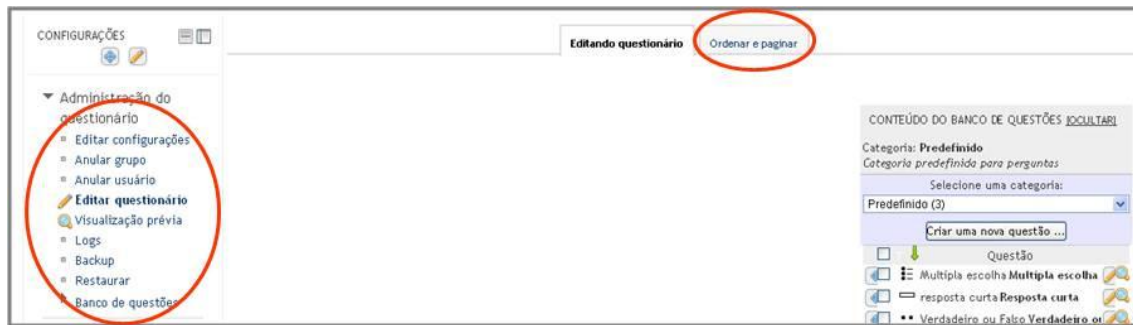 CONFIGURAÇÕES
Administração do
questionário
Editar configurações
Anular grupo
Anular usuário
Editar questionário
Visualização prévia
Logs
Backup
Restaurar
Banco de questões
Editando questionário
Ordenar e paginar
CONTEÚDO DO BANCO DE QUESTÕES [OCULTAR]
Categoria: Predefinido
Categoria predefinida para perguntas
Selecione uma categoria:
Predefinido (3)
Criar uma nova questão ...
Questão
Multipla escolha Multipla escolha
resposta curta Resposta curta
Verdadeiro ou Falso Verdadeiro ou